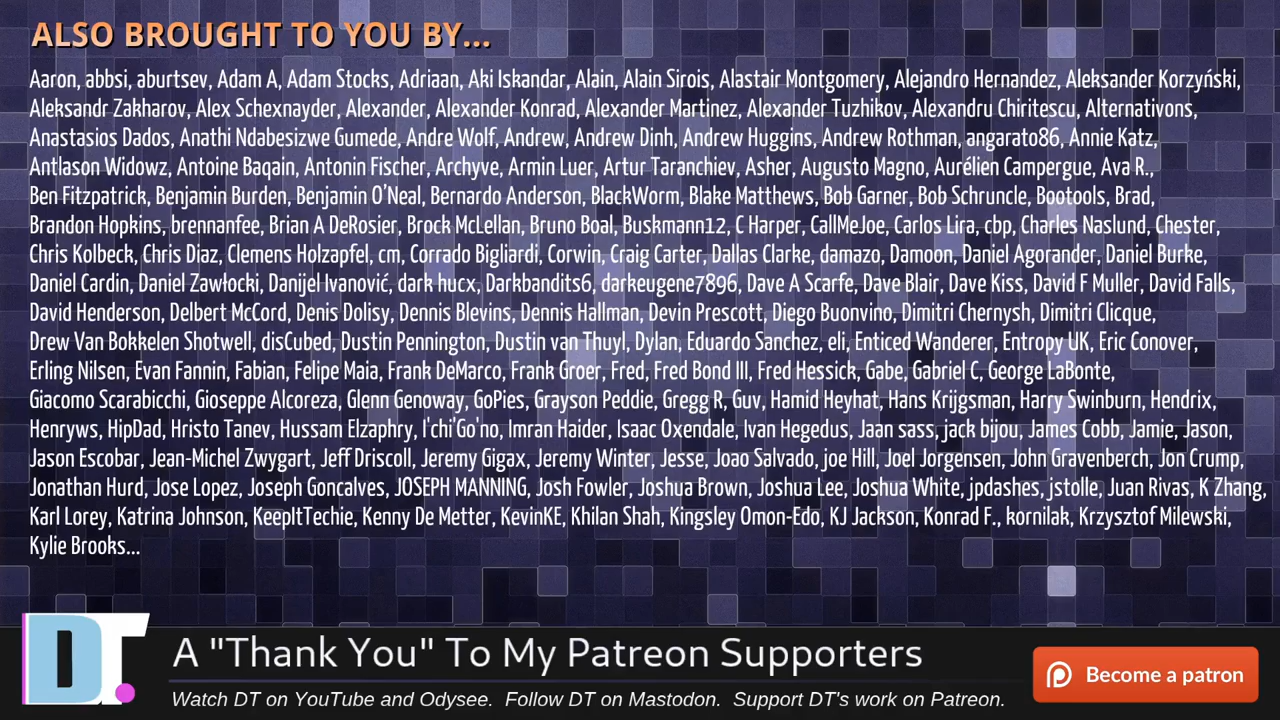 ALSO BROUGHT TO YOU BY...
Aaron, abbsi, aburtsev, Adam A, Adam Stocks, Adriaan, Aki Iskandar, Alain, Alain Sirois, Alastair Montgomery, Alejandro Hernandez, Aleksander Korzyński,
Aleksandr Zakharov, Alex Schexnayder, Alexander, Alexander Konrad, Alexander Martinez, Alexander Tuzhikov, Alexandru Chiritescu, Alternativons,
Anastasios Dados, Anathi Ndabesizwe Gumede, Andre Wolf, Andrew, Andrew Dinh, Andrew Huggins, Andrew Rothman, angarato86, Annie Katz,
Antlason Widowz, Antoine Baqain, Antonin Fischer, Archyve, Armin Luer, Artur Taranchiev, Asher, Augusto Magno, Aurélien Campergue, Ava R.,
Ben Fitzpatrick, Benjamin Burden, Benjamin O'Neal, Bernardo Anderson, BlackWorm, Blake Matthews, Bob Garner, Bob Schruncle, Bootools, Brad,
Brandon Hopkins, brennanfee, Brian A DeRosier, Brock McLellan, Bruno Boal, Buskmann12, C Harper, CallMeJoe, Carlos Lira, cbp, Charles Naslund, Chester,
Chris Kolbeck, Chris Diaz, Clemens Holzapfel, cm, Corrado Bigliardi, Corwin, Craig Carter, Dallas Clarke, damazo, Damoon, Daniel Agorander, Daniel Burke,
Daniel Cardin, Daniel Zawłocki, Danijel Ivanović, dark hucx, Darkbandits6, darkeugene7896, Dave A Scarfe, Dave Blair, Dave Kiss, David F Muller, David Falls,
David Henderson, Delbert McCord, Denis Dolisy, Dennis Blevins, Dennis Hallman, Devin Prescott, Diego Buonvino, Dimitri Chernysh, Dimitri Clicque,
Drew Van Bokkelen Shotwell, disCubed, Dustin Pennington, Dustin van Thuyl, Dylan, Eduardo Sanchez, eli, Enticed Wanderer, Entropy UK, Eric Conover,
Erling Nilsen, Evan Fannin, Fabian, Felipe Maia, Frank DeMarco, Frank Groer, Fred, Fred Bond III, Fred Hessick, Gabe, Gabriel C, George LaBonte,
Giacomo Scarabicchi, Gioseppe Alcoreza, Glenn Genoway, GoPies, Grayson Peddie, Gregg R, Guv, Hamid Heyhat, Hans Krijgsman, Harry Swinburn, Hendrix,
Henryws, HipDad, Hristo Tanev, Hussam Elzaphry, I'chi'Go'no, Imran Haider, Isaac Oxendale, Ivan Hegedus, Jaan sass, jack bijou, James Cobb, Jamie, Jason,
Jason Escobar, Jean-Michel Zwygart, Jeff Driscoll, Jeremy Gigax, Jeremy Winter, Jesse, Joao Salvado, joe Hill, Joel Jorgensen, John Gravenberch, Jon Crump,
Jonathan Hurd, Jose Lopez, Joseph Goncalves, JOSEPH MANNING, Josh Fowler, Joshua Brown, Joshua Lee, Joshua White, jpdashes, jstolle, Juan Rivas, K Zhang,
Karl Lorey, Katrina Johnson, KeepItTechie, Kenny De Metter, KevinKE, Khilan Shah, Kingsley Omon-Edo, KJ Jackson, Konrad F., kornilak, Krzysztof Milewski,
Kylie Brooks...
DT.
A "Thank You" To My Patreon Supporters
Become a patron
Watch DT on YouTube and Odysee. Follow DT on Mastodon. Support DT's work on Patreon.